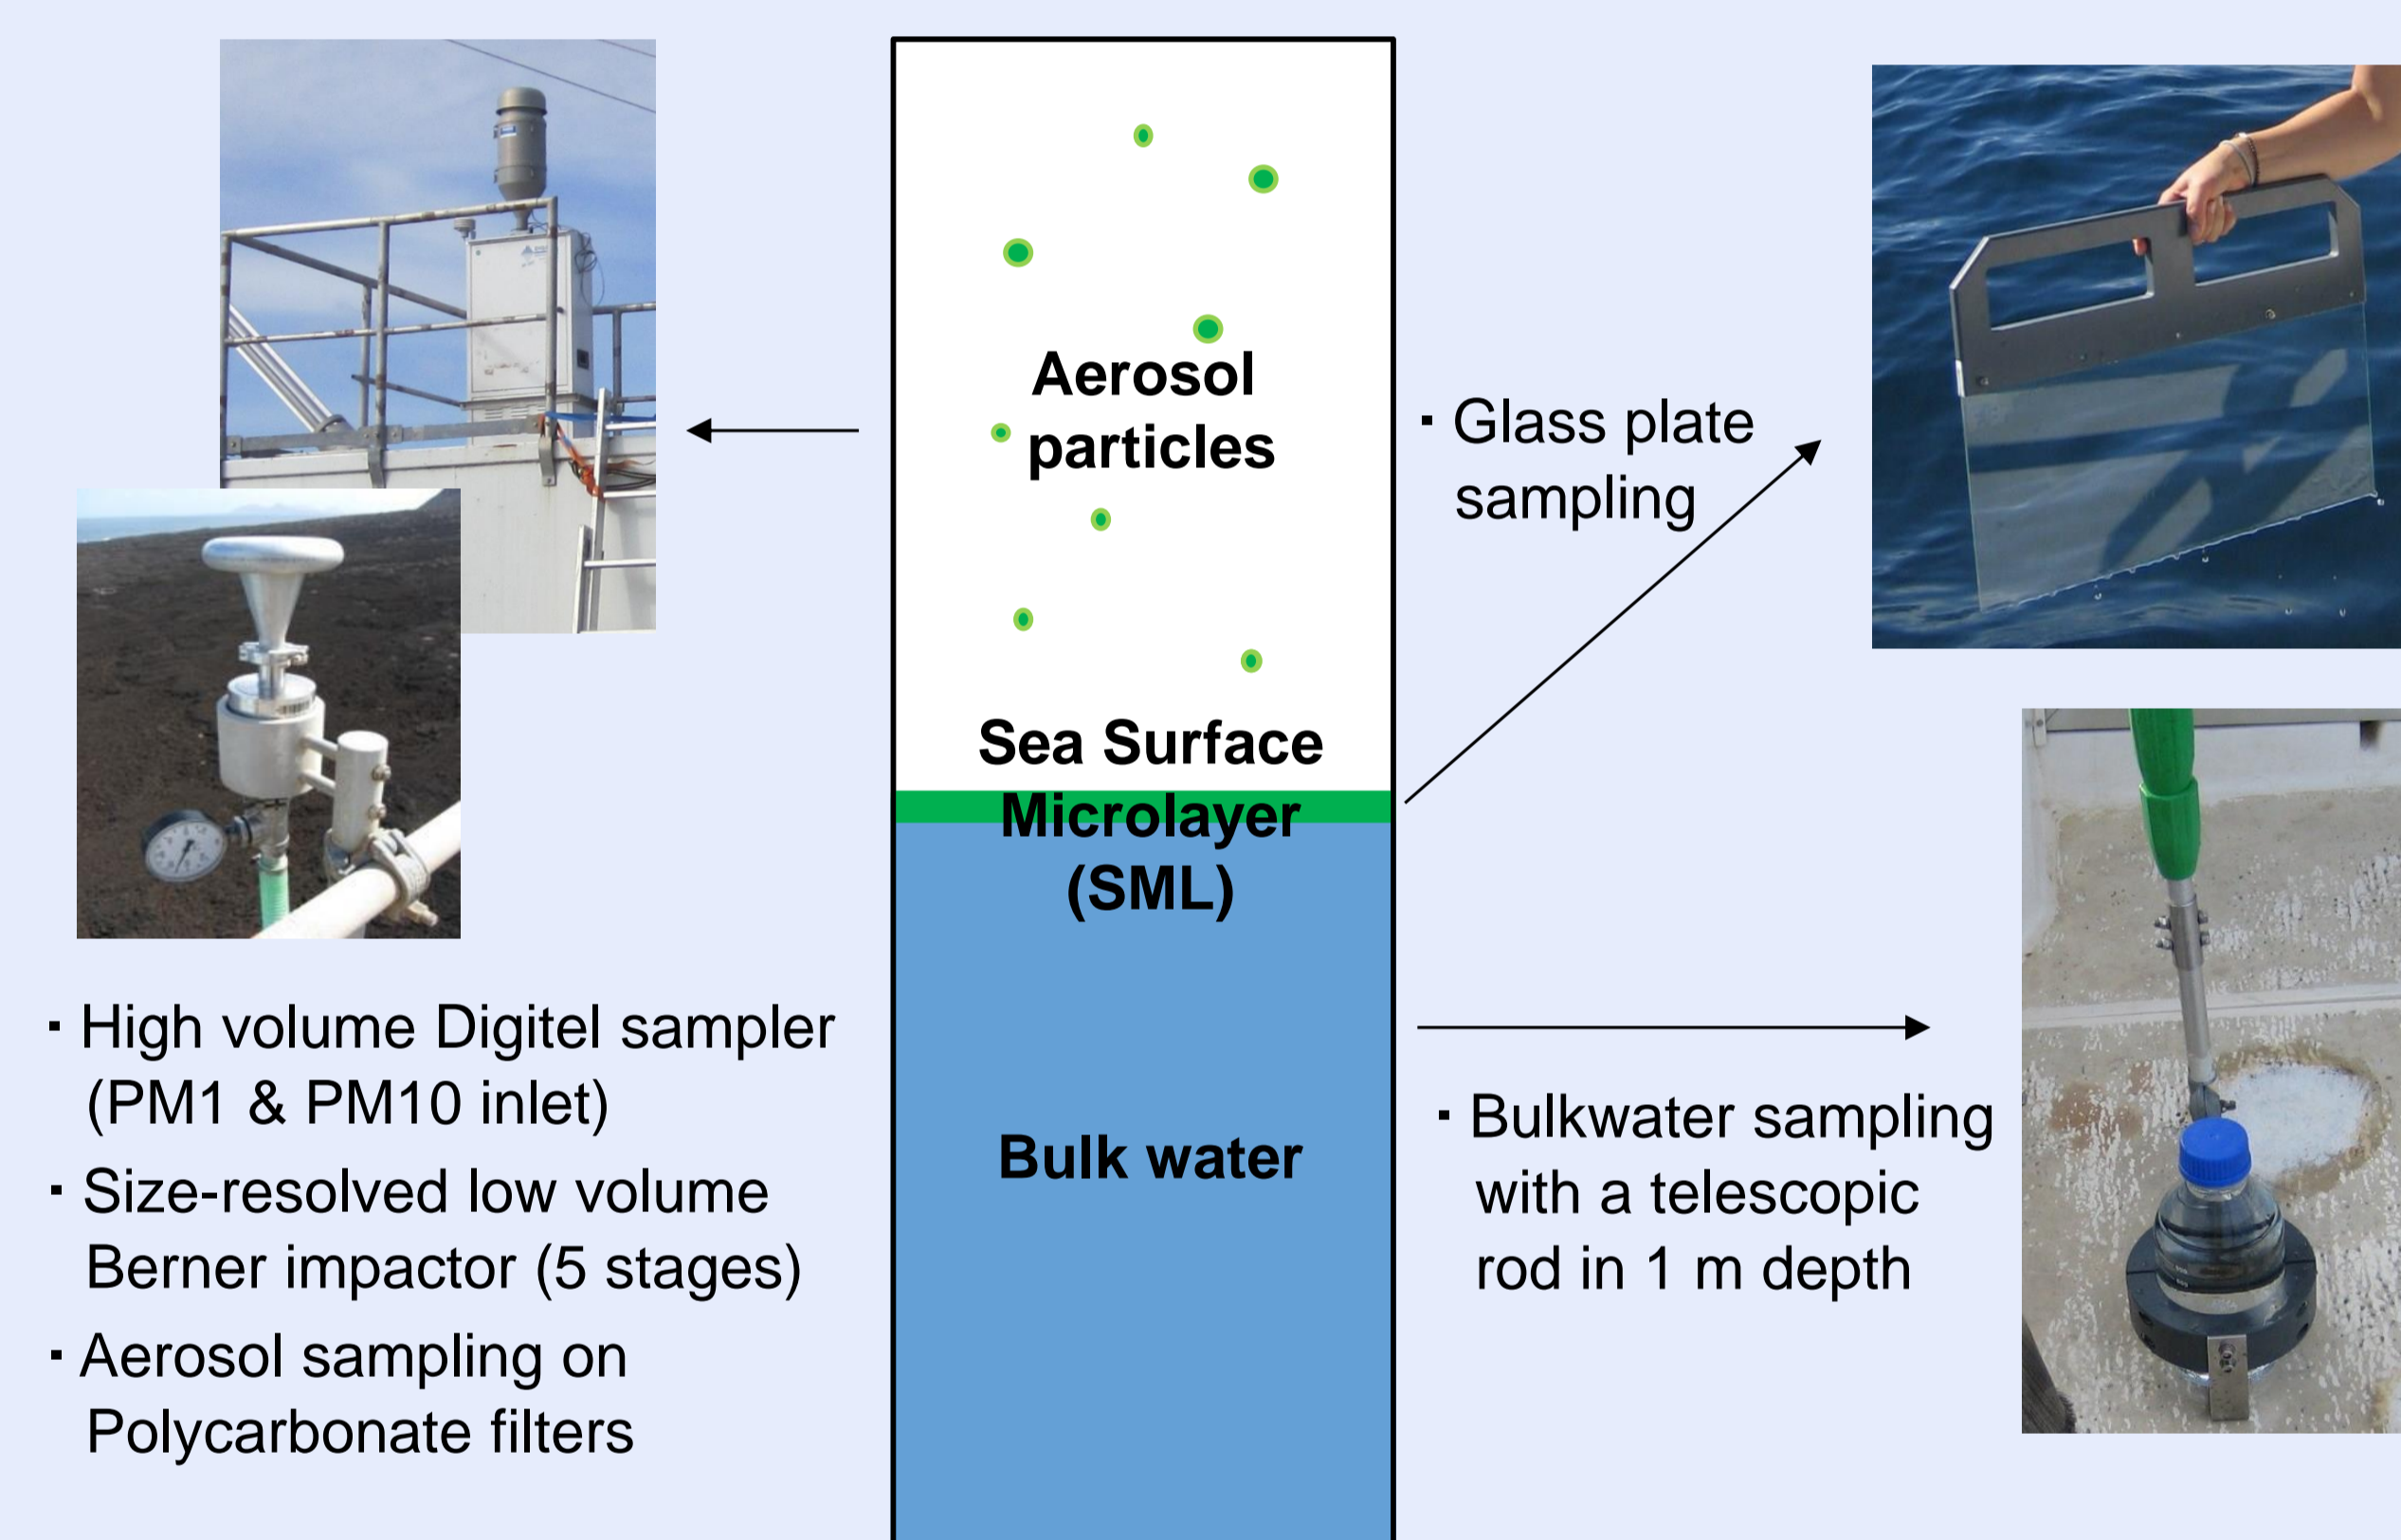 Aerosol
particles
Sea Surface
Microlayer
(SML)
Bulk water
▪ Glass plate
sampling
▪ Bulkwater sampling
with a telescopic
rod in 1 m depth
▪ High volume Digitel sampler
(PM1 & PM10 inlet)
▪ Size-resolved low volume
Berner impactor (5 stages)
▪ Aerosol sampling on
Polycarbonate filters